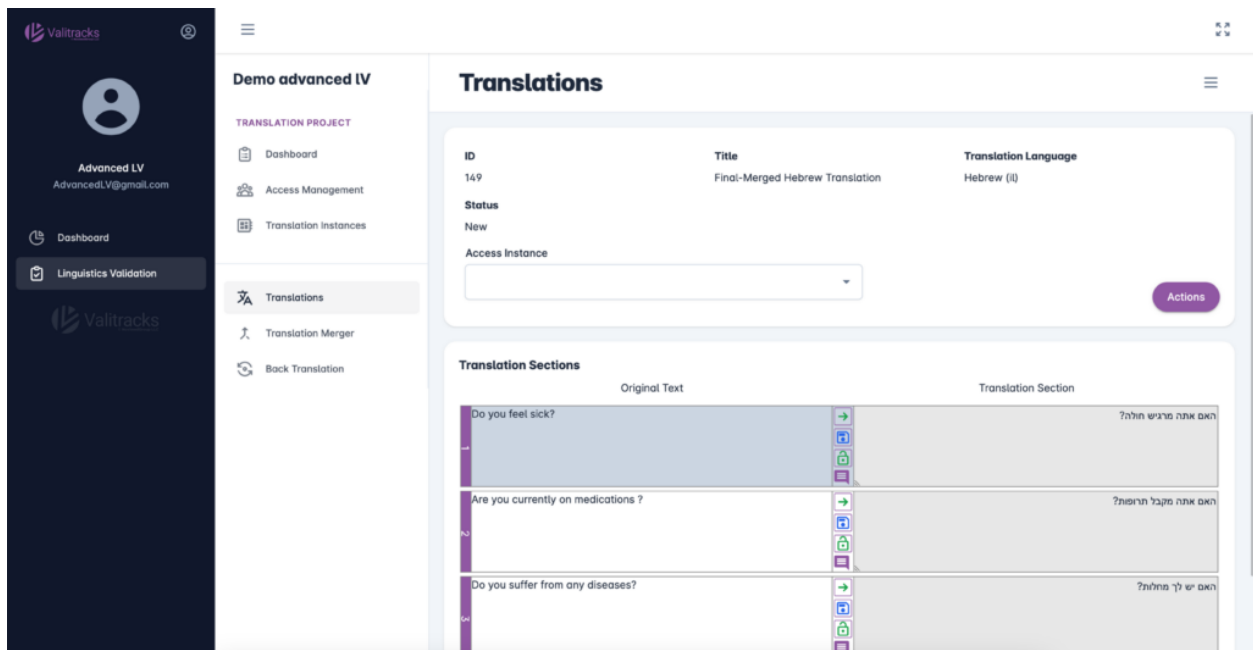 Valitracks
Advanced LV
AdvancedLV@gmail.com
Dashboard
Linguistics Validation
Valitracks
Demo advanced lV
TRANSLATION PROJECT
Dashboard
Access Management
Translation Instances
Translations
Translation Merger
Back Translation
Translations
ID
149
Title
Final-Merged Hebrew Translation
Translation Language
Hebrew (il)
Status
New
Access Instance
Actions
Translation Sections
Original Text
Translation Section
1
Do you feel sick?
האם אתה מרגיש חולה?
2
Are you currently on medications ?
האם אתה מקבל תרופות?
3
Do you suffer from any diseases?
האם יש לך מחלות?